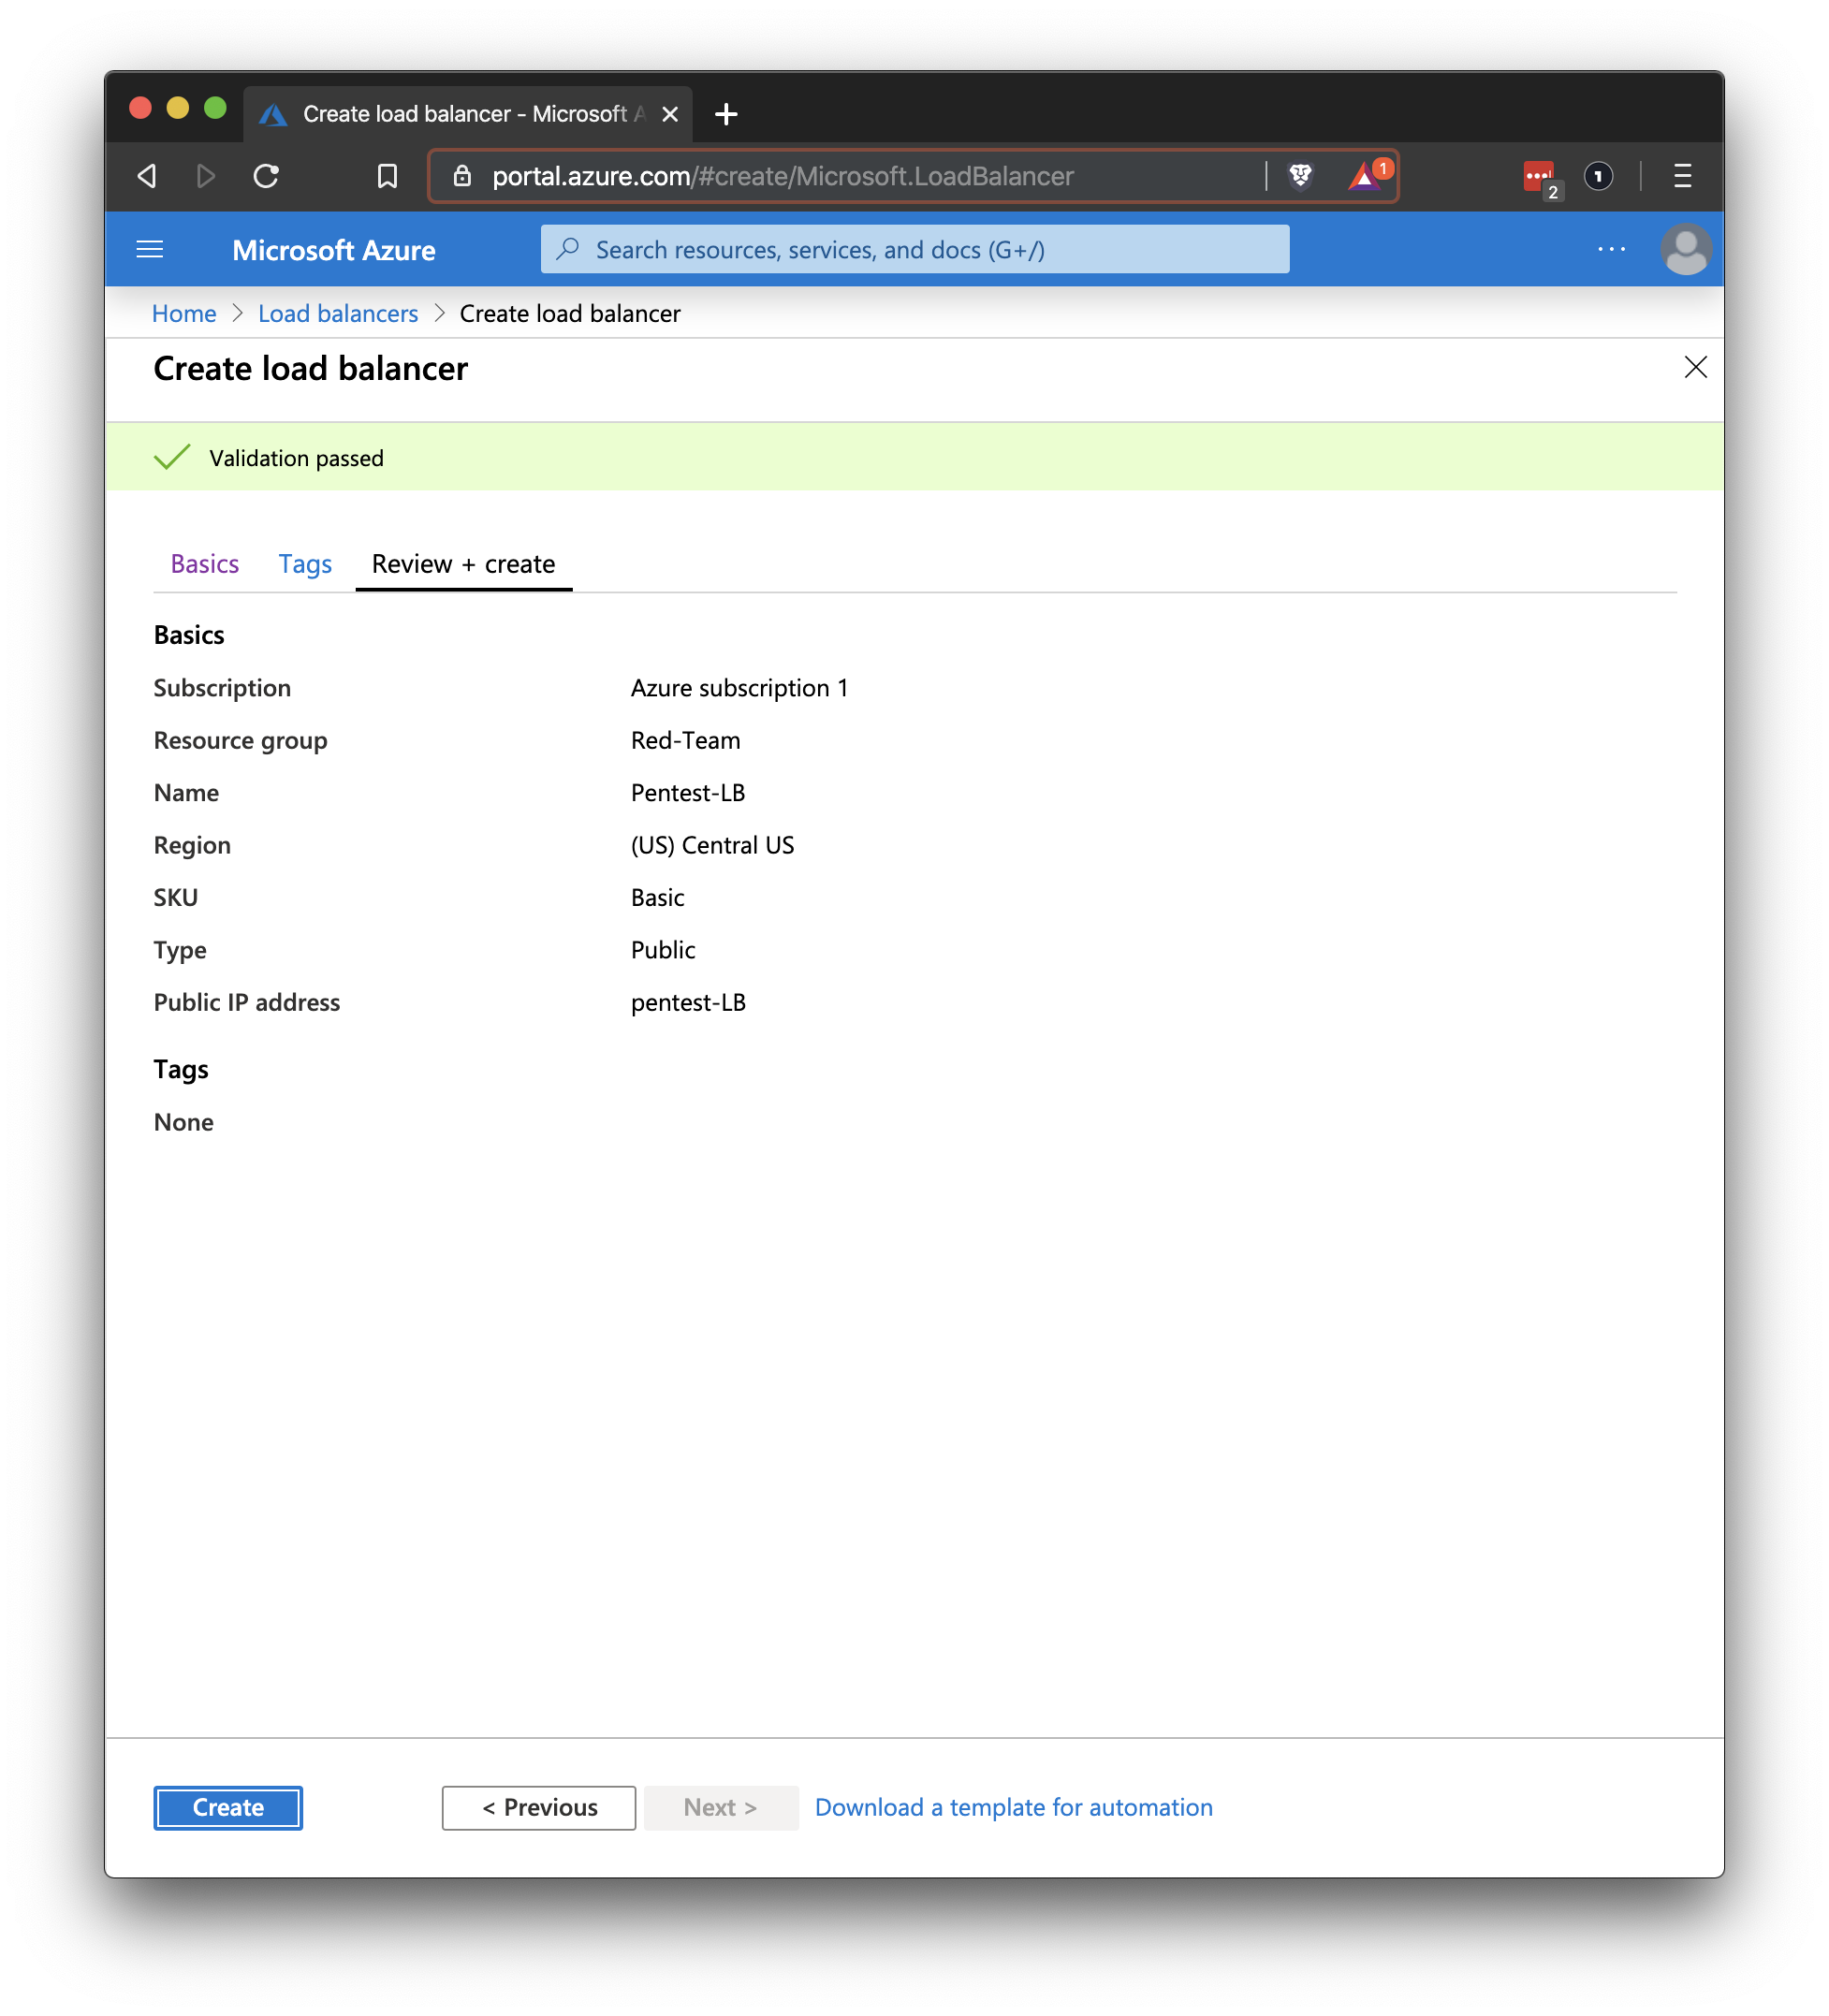 Create load balancer - Microsoft A
portal.azure.com/#create/Microsoft.LoadBalancer
1
2
1
Microsoft Azure
Search resources, services, and docs (G+/)
...
Home > Load balancers > Create load balancer
Create load balancer
Validation passed
Basics Tags Review + create
Basics
Subscription Azure subscription 1
Resource group Red-Team
Name Pentest-LB
Region (US) Central US
SKU Basic
Type Public
Public IP address pentest-LB
Tags
None
Create < Previous Next > Download a template for automation